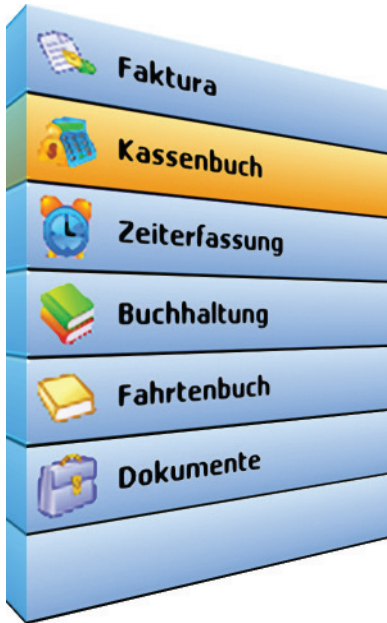 Faktura
Kassenbuch
Zeiterfassung
Buchhaltung
Fahrtenbuch
Dokumente